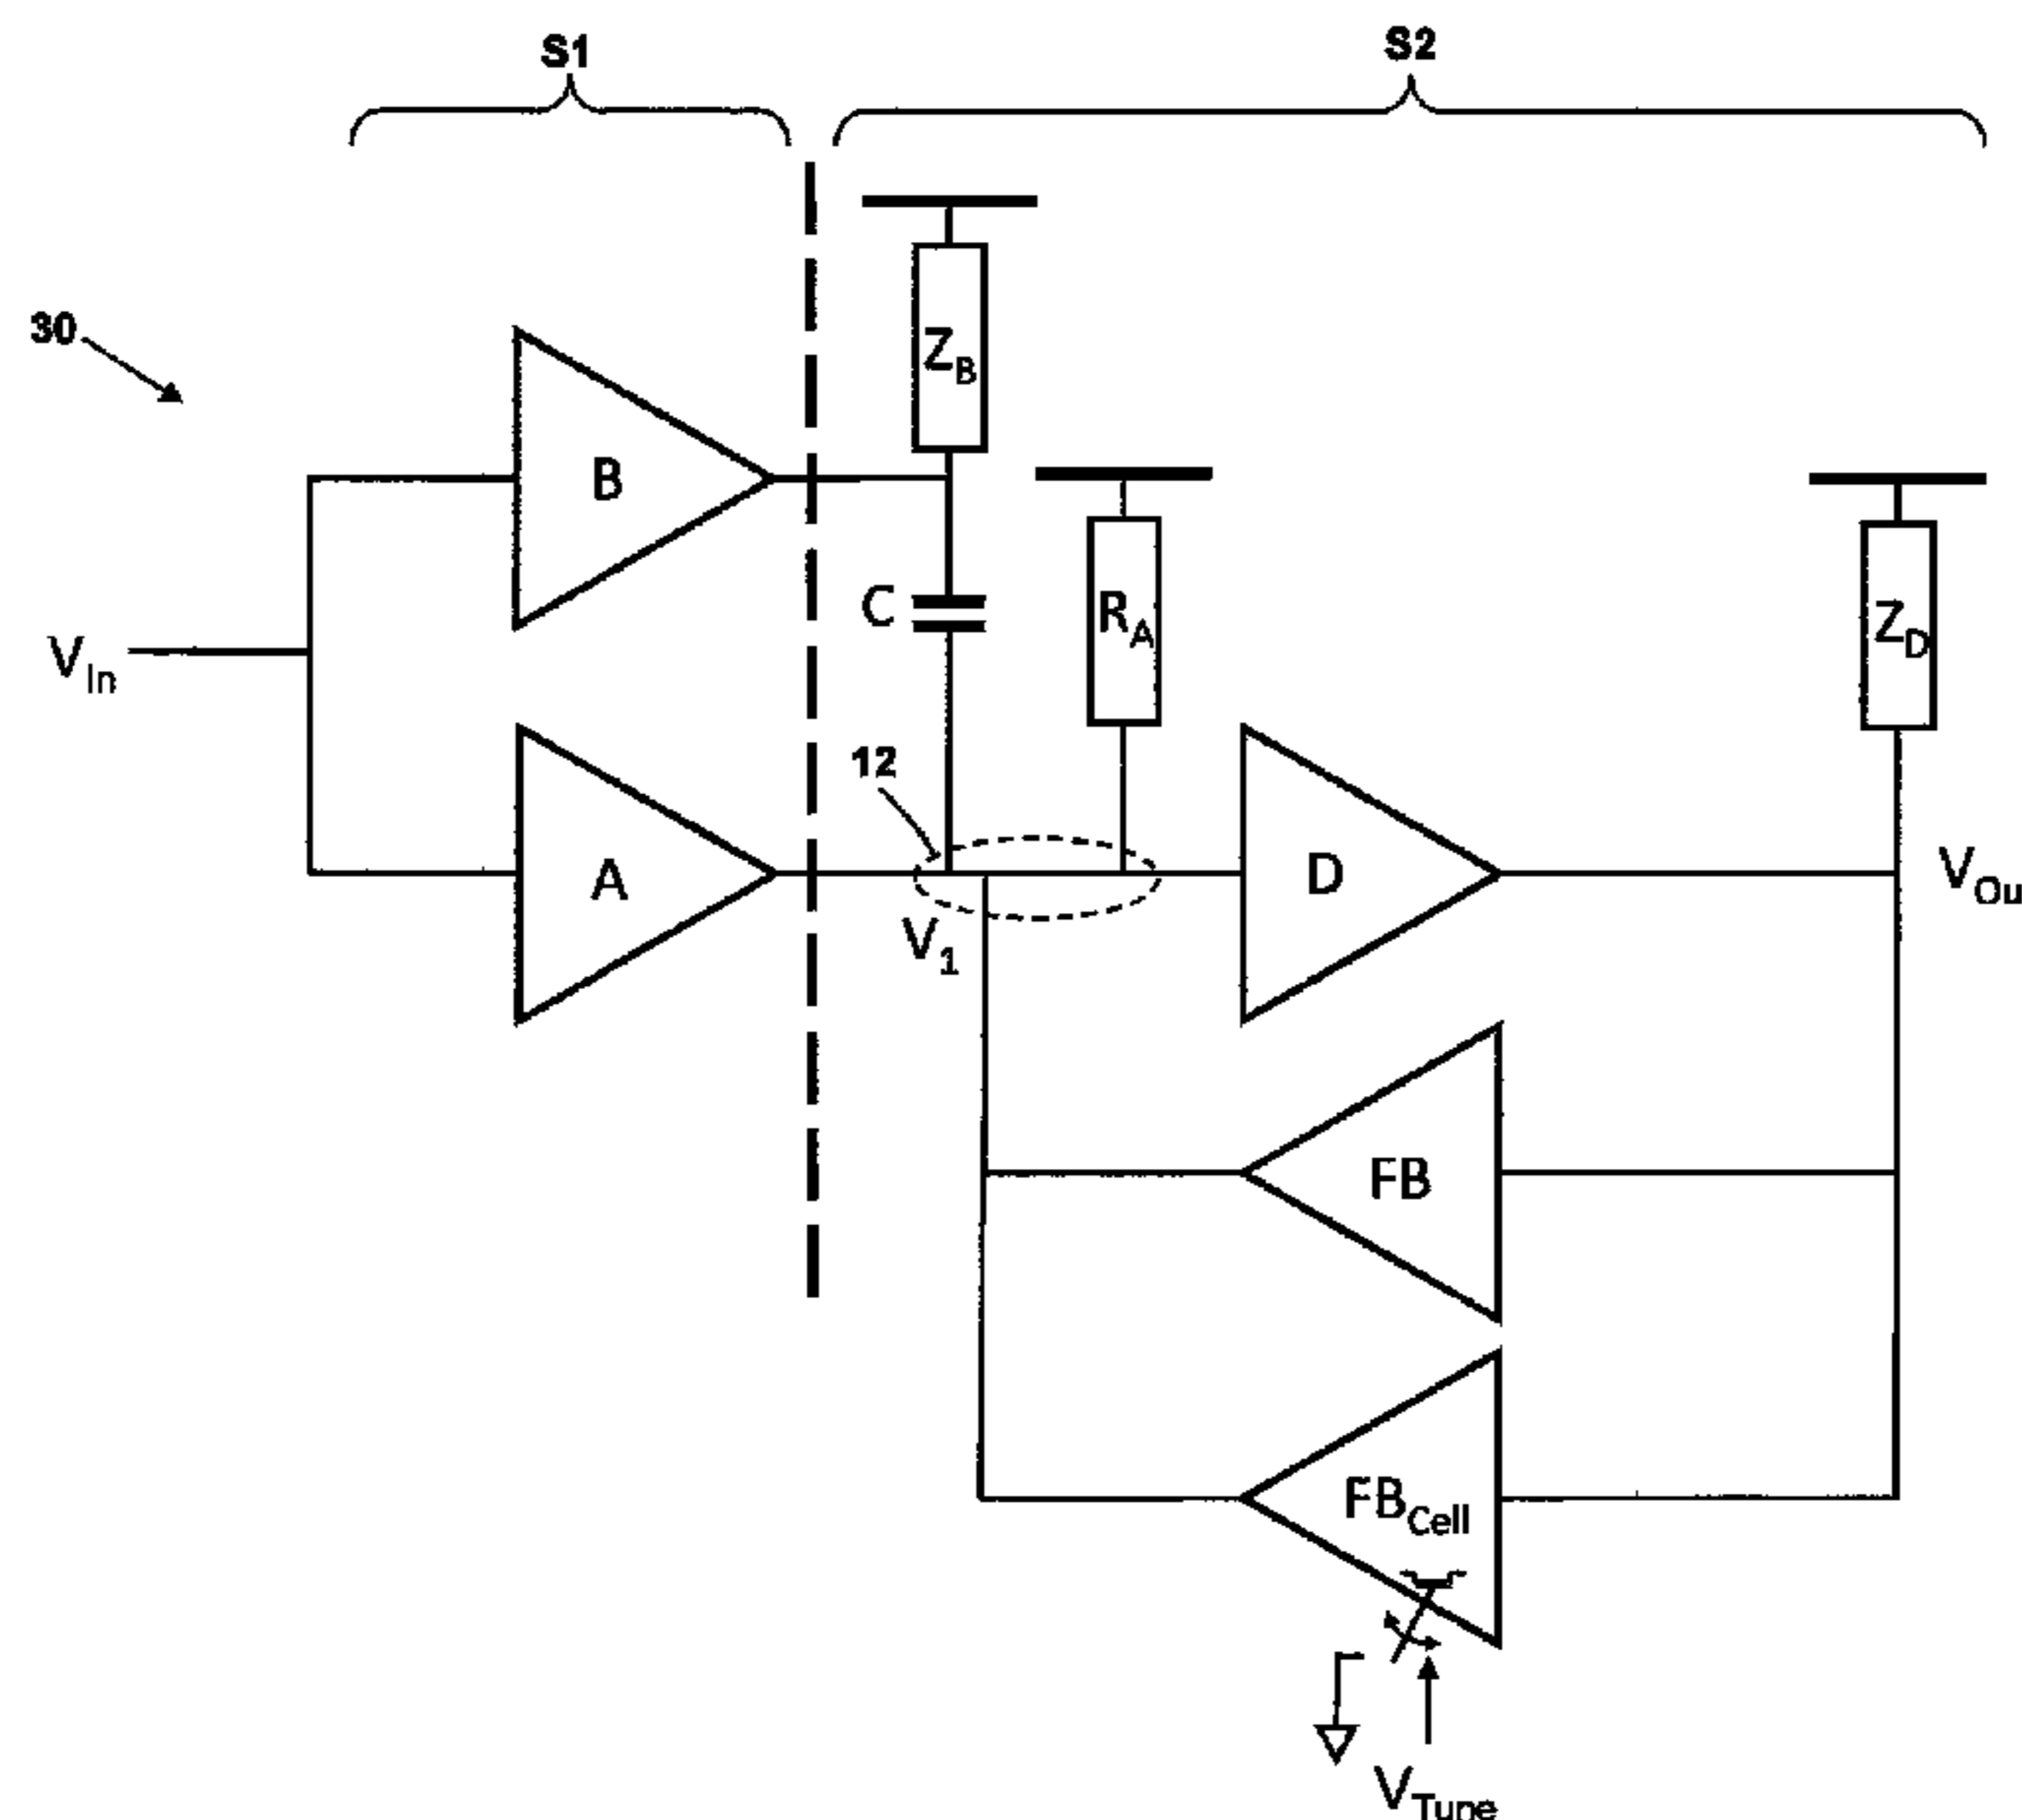 S1
S2
30
Z_B
B
C
R_A
Z_D
V_In
12
A
D
V_Ou
V_1
FB
FB_Cell
V_Tune